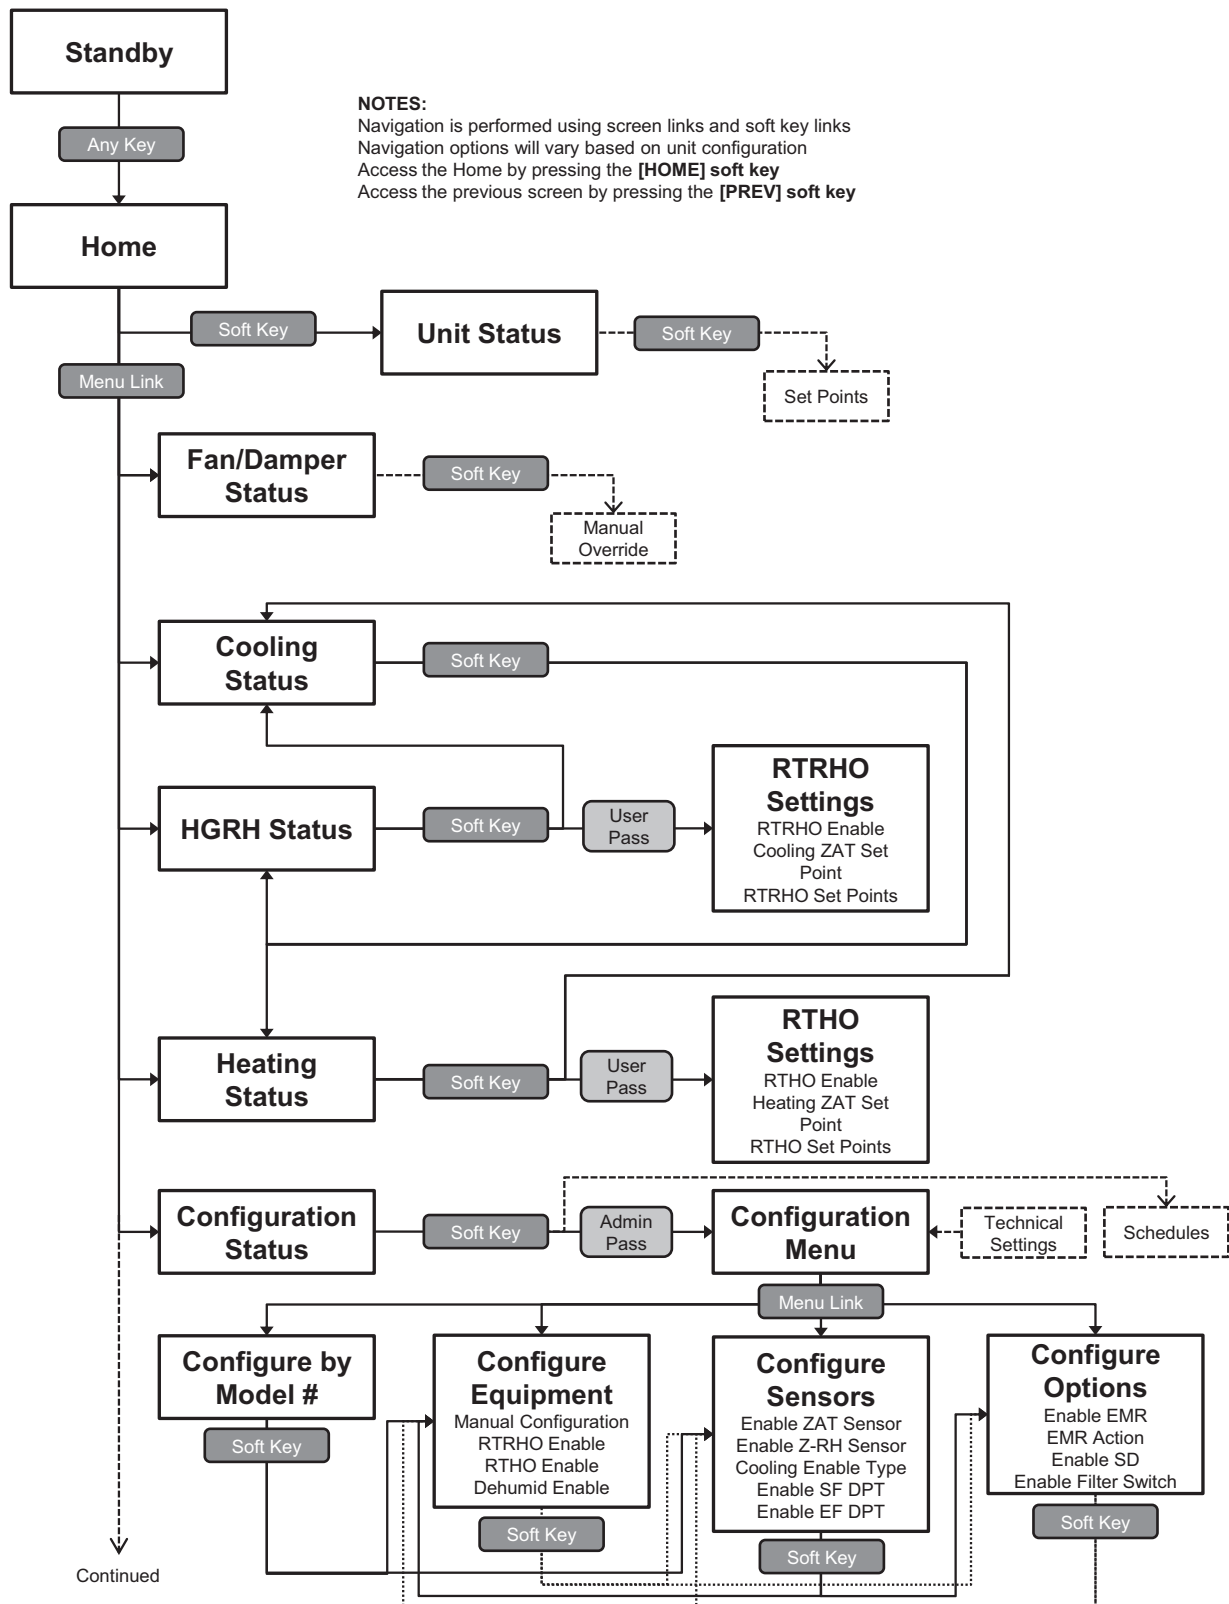 Standby
NOTES:
Navigation is performed using screen links and soft key links
Navigation options will vary based on unit configuration
Access the Home by pressing the [HOME] soft key
Access the previous screen by pressing the [PREV] soft key
Any Key
Home
Soft Key
Unit Status
Soft Key
Menu Link
Set Points
Fan/Damper
Status
Soft Key
Manual
Override
Cooling
Status
Soft Key
HGRH Status
Soft Key
User
Pass
RTRHO
Settings
RTRHO Enable
Cooling ZAT Set
Point
RTRHO Set Points
Heating
Status
Soft Key
User
Pass
RTHO
Settings
RTHO Enable
Heating ZAT Set
Point
RTHO Set Points
Configuration
Status
Soft Key
Admin
Pass
Configuration
Menu
Technical
Settings
Schedules
Menu Link
Configure by
Model #
Soft Key
Configure
Equipment
Manual Configuration
RTRHO Enable
RTHO Enable
Dehumid Enable
Soft Key
Configure
Sensors
Enable ZAT Sensor
Enable Z-RH Sensor
Cooling Enable Type
Enable SF DPT
Enable EF DPT
Soft Key
Configure
Options
Enable EMR
EMR Action
Enable SD
Enable Filter Switch
Soft Key
Continued